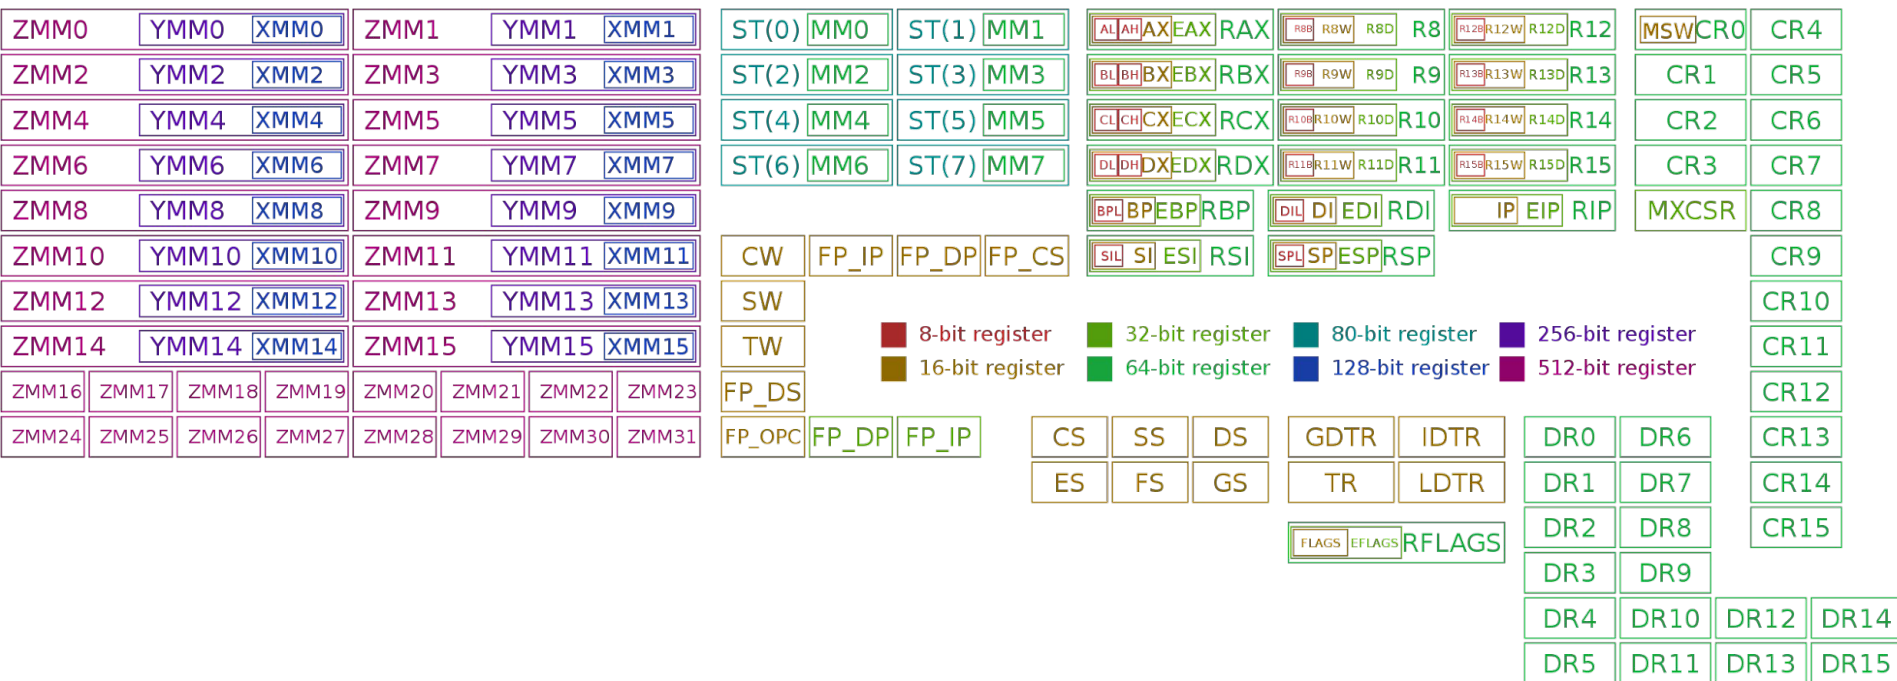 ZMM0 YMM0 XMM0 ZMM1 YMM1 XMM1 ST(0) MM0 ST(1) MM1 AL AH AX EAX RAX R8B R8W R8D R8 R12B R12W R12D R12 MSW CR0 CR4
ZMM2 YMM2 XMM2 ZMM3 YMM3 XMM3 ST(2) MM2 ST(3) MM3 BL BH BX EBX RBX R9B R9W R9D R9 R13B R13W R13D R13 CR1 CR5
ZMM4 YMM4 XMM4 ZMM5 YMM5 XMM5 ST(4) MM4 ST(5) MM5 CL CH CX ECX RCX R10B R10W R10D R10 R14B R14W R14D R14 CR2 CR6
ZMM6 YMM6 XMM6 ZMM7 YMM7 XMM7 ST(6) MM6 ST(7) MM7 DL DH DX EDX RDX R11B R11W R11D R11 R15B R15W R15D R15 CR3 CR7
ZMM8 YMM8 XMM8 ZMM9 YMM9 XMM9 BPL BP EBP RBP DIL DI EDI RDI IP EIP RIP MXCSR CR8
ZMM10 YMM10 XMM10 ZMM11 YMM11 XMM11 CW FP_IP FP_DP FP_CS SIL SI ESI RSI SPL SP ESP RSP CR9
ZMM12 YMM12 XMM12 ZMM13 YMM13 XMM13 SW CR10
8-bit register 32-bit register 80-bit register 256-bit register
ZMM14 YMM14 XMM14 ZMM15 YMM15 XMM15 TW CR11
16-bit register 64-bit register 128-bit register 512-bit register
ZMM16 ZMM17 ZMM18 ZMM19 ZMM20 ZMM21 ZMM22 ZMM23 FP_DS CR12
ZMM24 ZMM25 ZMM26 ZMM27 ZMM28 ZMM29 ZMM30 ZMM31 FP_OPC FP_DP FP_IP CS SS DS GDTR IDTR DR0 DR6 CR13
ES FS GS TR LDTR DR1 DR7 CR14
DR2 DR8 CR15
FLAGS EFLAGS RFLAGS
DR3 DR9
DR4 DR10 DR12 DR14
DR5 DR11 DR13 DR15